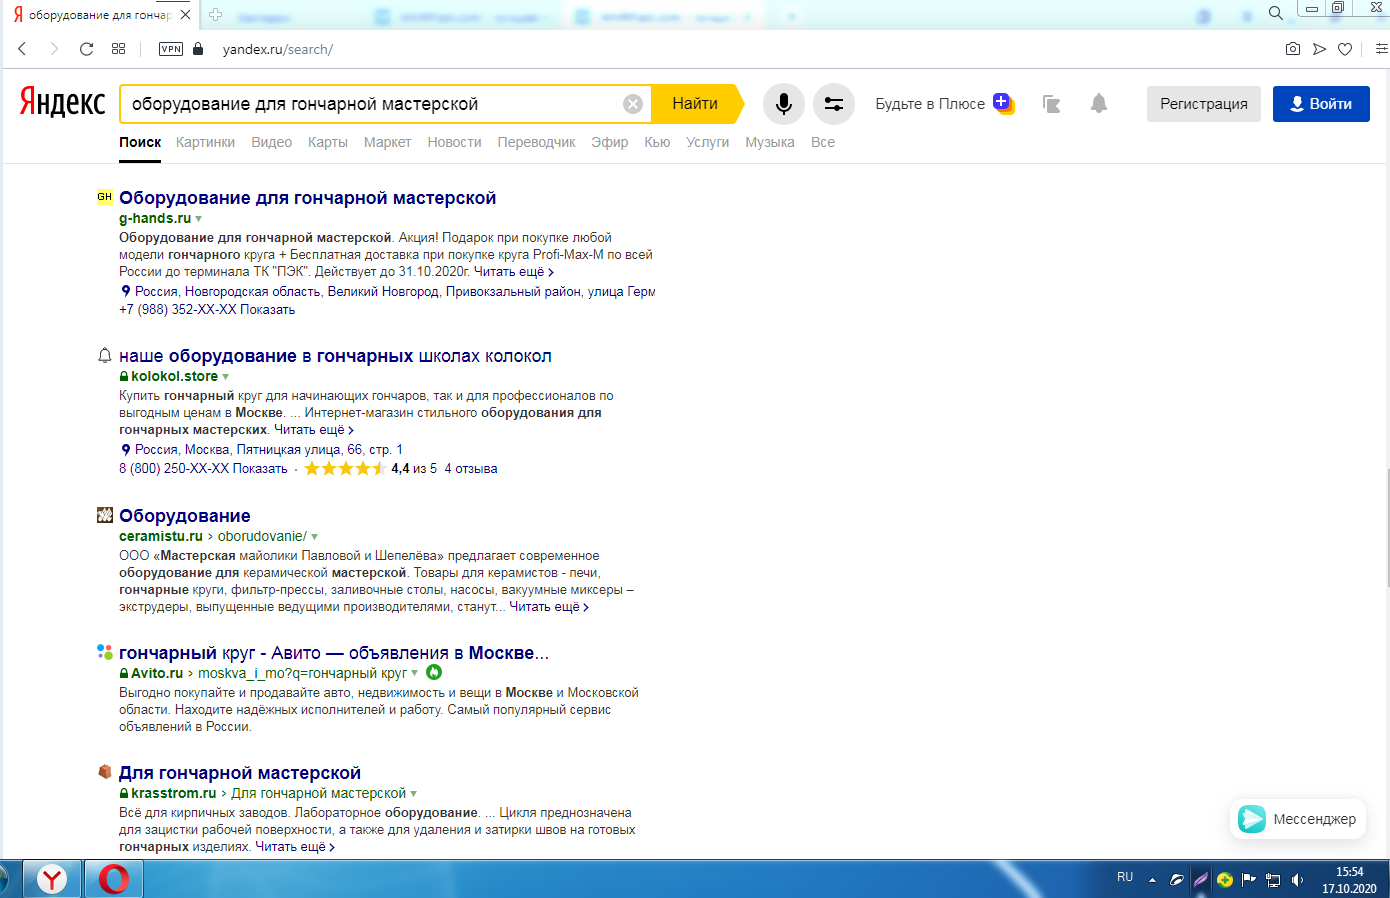 оборудование для гончар
VPN
yandex.ru/search/
Яндекс
оборудование для гончарной мастерской
Найти
Будьте в Плюсе
Регистрация
Войти
Поиск Картинки Видео Карты Маркет Новости Переводчик Эфир Кью Услуги Музыка Все
GH
Оборудование для гончарной мастерской
g-hands.ru
Оборудование для гончарной мастерской. Акция! Подарок при покупке любой
модели гончарного круга + Бесплатная доставка при покупке круга Profi-Max-M по всей
России до терминала ТК "ПЭК". Действует до 31.10.2020г. Читать ещё >
Россия, Новгородская область, Великий Новгород, Привокзальный район, улица Герм
+7 (988) 352-XX-XX Показать
наше оборудование в гончарных школах колокол
kolokol.store
Купить гончарный круг для начинающих гончаров, так и для профессионалов по
выгодным ценам в Москве. ... Интернет-магазин стильного оборудования для
гончарных мастерских. Читать ещё >
Россия, Москва, Пятницкая улица, 66, стр. 1
8 (800) 250-XX-XX Показать · 4,4 из 5 4 отзыва
Оборудование
ceramistu.ru > oborudovanie/
ООО «Мастерская майолики Павловой и Шепелёва» предлагает современное
оборудование для керамической мастерской. Товары для керамистов - печи,
гончарные круги, фильтр-прессы, заливочные столы, насосы, вакуумные миксеры –
экструдеры, выпущенные ведущими производителями, станут... Читать ещё >
гончарный круг - Авито — объявления в Москве...
Avito.ru > moskva_i_mo?q=гончарный круг
Выгодно покупайте и продавайте авто, недвижимость и вещи в Москве и Московской
области. Находите надёжных исполнителей и работу. Самый популярный сервис
объявлений в России.
Для гончарной мастерской
krasstrom.ru > Для гончарной мастерской
Всё для кирпичных заводов. Лабораторное оборудование. ... Цикля преднозначена
для зацистки рабочей поверхности, а также для удаления и затирки швов на готовых
гончарных изделиях. Читать ещё >
Мессенджер
RU
15:54
17.10.2020